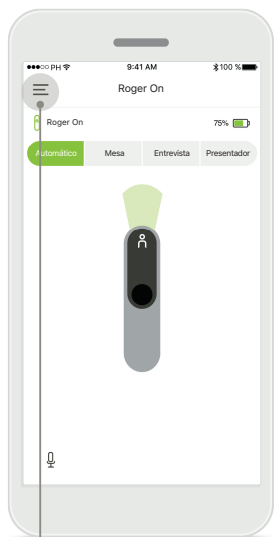 PH 9:41 AM 100 %
Roger On
Roger On 75%
Automático Mesa Entrevista Presentador